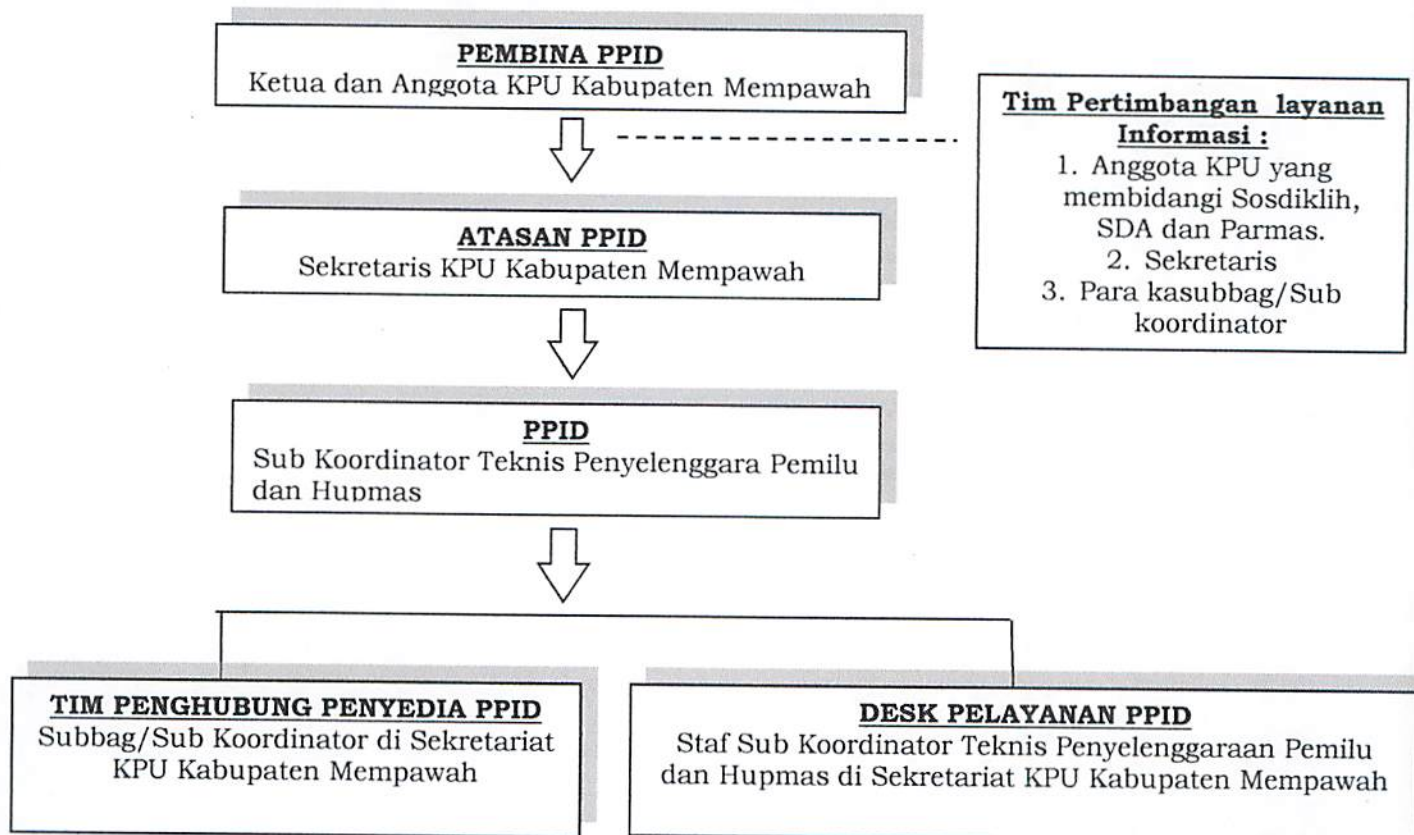 PEMBINA PPID
Ketua dan Anggota KPU Kabupaten Mempawah
Tim Pertimbangan layanan
Informasi :
1. Anggota KPU yang
membidangi Sosdiklih,
SDA dan Parmas.
2. Sekretaris
3. Para kasubbag/Sub
koordinator
ATASAN PPID
Sekretaris KPU Kabupaten Mempawah
PPID
Sub Koordinator Teknis Penyelenggara Pemilu
dan Hupmas
TIM PENGHUBUNG PENYEDIA PPID
Subbag/Sub Koordinator di Sekretariat
KPU Kabupaten Mempawah
DESK PELAYANAN PPID
Staf Sub Koordinator Teknis Penyelenggaraan Pemilu
dan Hupmas di Sekretariat KPU Kabupaten Mempawah